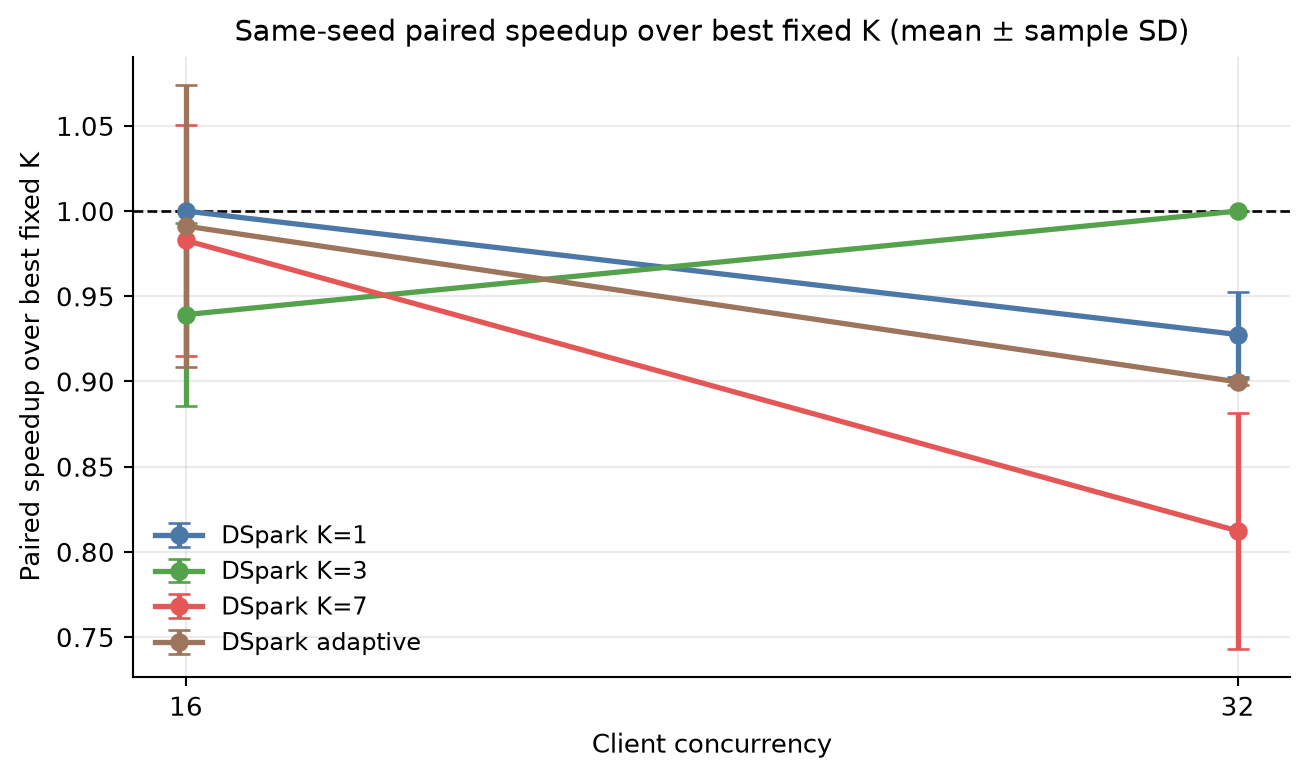 Same-seed paired speedup over best fixed K (mean ± sample SD)
Paired speedup over best fixed K
1.05
1.00
0.95
0.90
0.85
0.80
0.75
DSpark K=1
DSpark K=3
DSpark K=7
DSpark adaptive
16
32
Client concurrency